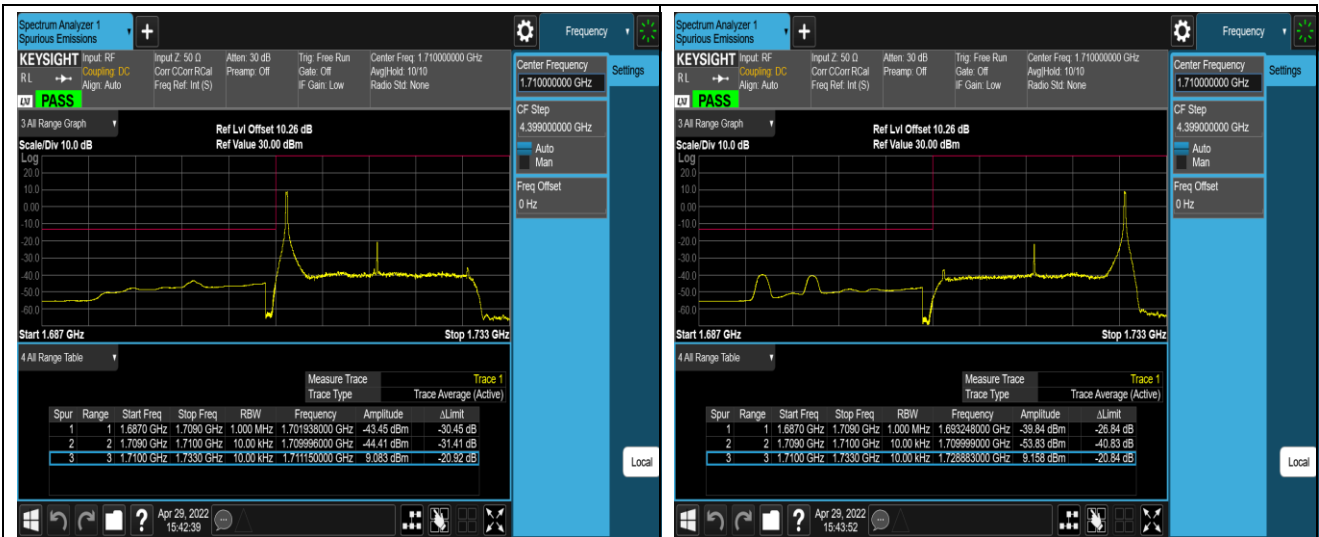 Spectrum Analyzer 1
Spurious Emissions
+
Frequency
KEYSIGHT Input: RF Input Z: 50 Ω Atten: 30 dB Trig: Free Run Center Freq: 1.710000000 GHz
Coupling: DC Corr CCorr RCal Preamp: Off Gate: Off Avg|Hold: 10/10
RL Align: Auto Freq Ref: Int (S) IF Gain: Low Radio Std: None
LXI PASS
Center Frequency
1.710000000 GHz
Settings
CF Step
4.399000000 GHz
Auto
Man
Freq Offset
0 Hz
3 All Range Graph
Ref Lvl Offset 10.26 dB
Scale/Div 10.0 dB Ref Value 30.00 dBm
Log
20.0
10.0
0.00
-10.0
-20.0
-30.0
-40.0
-50.0
-60.0
Start 1.687 GHz Stop 1.733 GHz
4 All Range Table
Measure Trace Trace 1
Trace Type Trace Average (Active)
Spur Range Start Freq Stop Freq RBW Frequency Amplitude ΔLimit
1 1 1.6870 GHz 1.7090 GHz 1.000 MHz 1.701938000 GHz -43.45 dBm -30.45 dB
2 2 1.7090 GHz 1.7100 GHz 10.00 kHz 1.709996000 GHz -44.41 dBm -31.41 dB
3 3 1.7100 GHz 1.7330 GHz 10.00 kHz 1.711150000 GHz 9.083 dBm -20.92 dB
Local
?
Apr 29, 2022
15:42:39
Spectrum Analyzer 1
Spurious Emissions
+
Frequency
KEYSIGHT Input: RF Input Z: 50 Ω Atten: 30 dB Trig: Free Run Center Freq: 1.710000000 GHz
Coupling: DC Corr CCorr RCal Preamp: Off Gate: Off Avg|Hold: 10/10
RL Align: Auto Freq Ref: Int (S) IF Gain: Low Radio Std: None
LXI PASS
Center Frequency
1.710000000 GHz
Settings
CF Step
4.399000000 GHz
Auto
Man
Freq Offset
0 Hz
3 All Range Graph
Ref Lvl Offset 10.26 dB
Scale/Div 10.0 dB Ref Value 30.00 dBm
Log
20.0
10.0
0.00
-10.0
-20.0
-30.0
-40.0
-50.0
-60.0
Start 1.687 GHz Stop 1.733 GHz
4 All Range Table
Measure Trace Trace 1
Trace Type Trace Average (Active)
Spur Range Start Freq Stop Freq RBW Frequency Amplitude ΔLimit
1 1 1.6870 GHz 1.7090 GHz 1.000 MHz 1.693248000 GHz -39.84 dBm -26.84 dB
2 2 1.7090 GHz 1.7100 GHz 10.00 kHz 1.709999000 GHz -53.83 dBm -40.83 dB
3 3 1.7100 GHz 1.7330 GHz 10.00 kHz 1.728883000 GHz 9.158 dBm -20.84 dB
Local
?
Apr 29, 2022
15:43:52